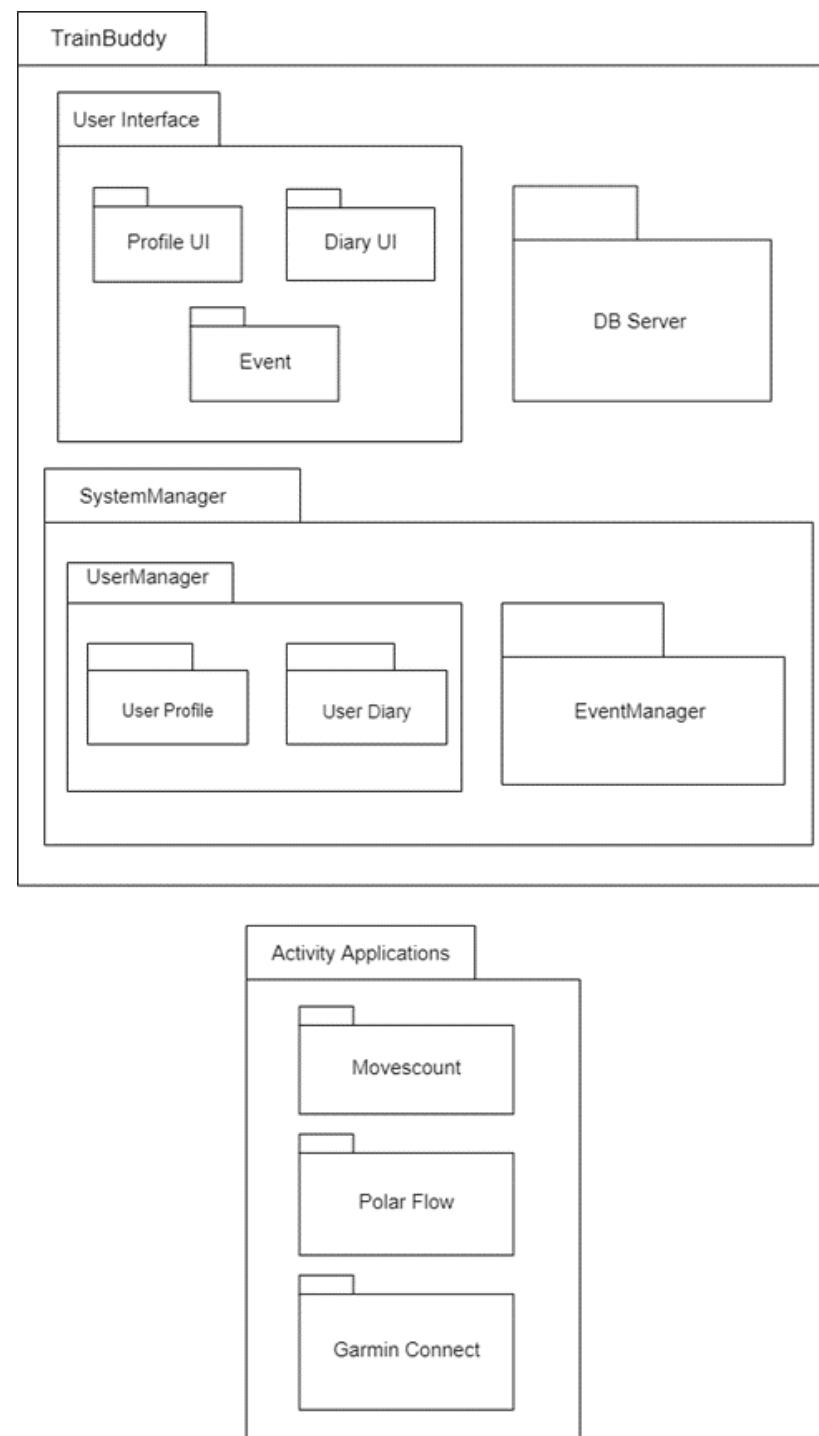 TrainBuddy
User Interface
Profile UI
Diary UI
Event
DB Server
SystemManager
UserManager
User Profile
User Diary
EventManager
Activity Applications
Movescount
Polar Flow
Garmin Connect